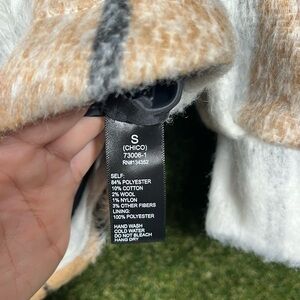 S
(CHICO)
73006-1
RN#134352
SELF:
84% POLYESTER
10% COTTON
2% WOOL
1% NYLON
3% OTHER FIBERS
LINING:
100% POLYESTER
HAND WASH
COLD WATER
DO NOT BLEACH
HANG DRY